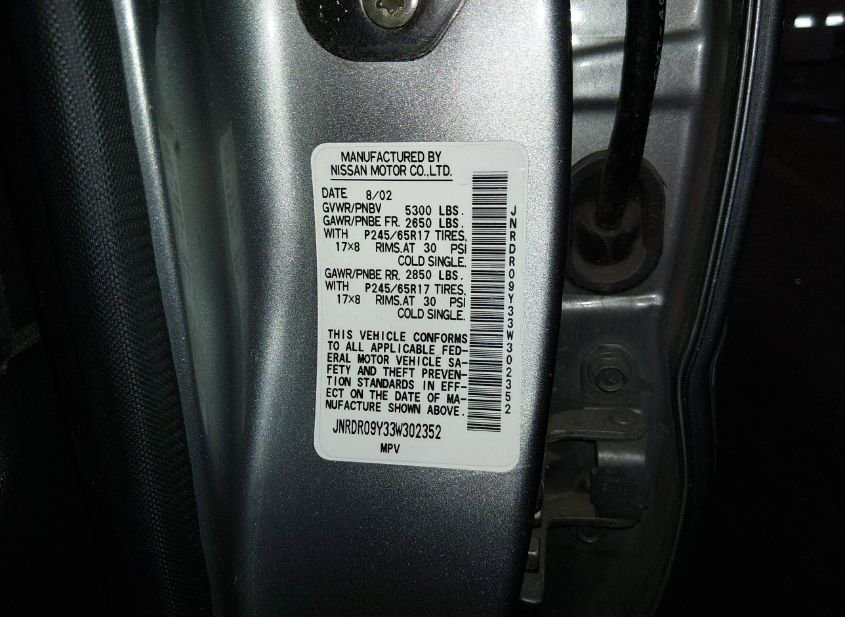 MANUFACTURED BY
NISSAN MOTOR CO.,LTD.
DATE 8/02
GVWR/PNBV 5300 LBS.
GAWR/PNBE FR. 2650 LBS.
WITH P245/65R17 TIRES,
17x8 RIMS.AT 30 PSI
COLD SINGLE.
GAWR/PNBE RR. 2850 LBS.
WITH P245/65R17 TIRES,
17x8 RIMS.AT 30 PSI
COLD SINGLE.
THIS VEHICLE CONFORMS
TO ALL APPLICABLE FED-
ERAL MOTOR VEHICLE SA-
FETY AND THEFT PREVEN-
TION STANDARDS IN EFF-
ECT ON THE DATE OF MA-
NUFACTURE SHOWN ABOVE.
JNRDR09Y33W302352
MPV
JNRDR09Y33W302352